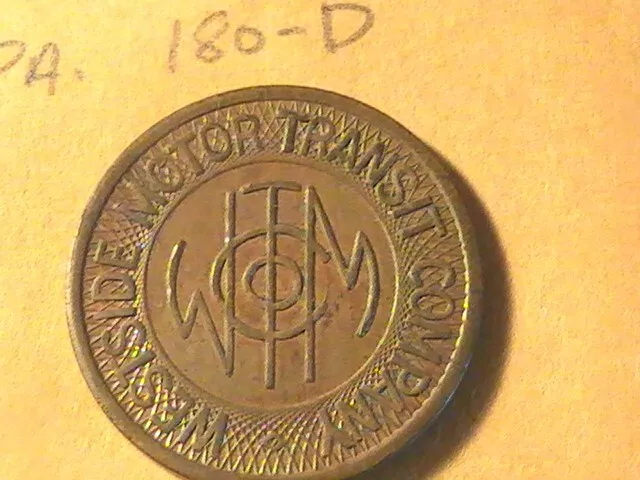 PA. 180-D
WESTSIDE MOTOR TRANSIT COMPANY
WMTCO